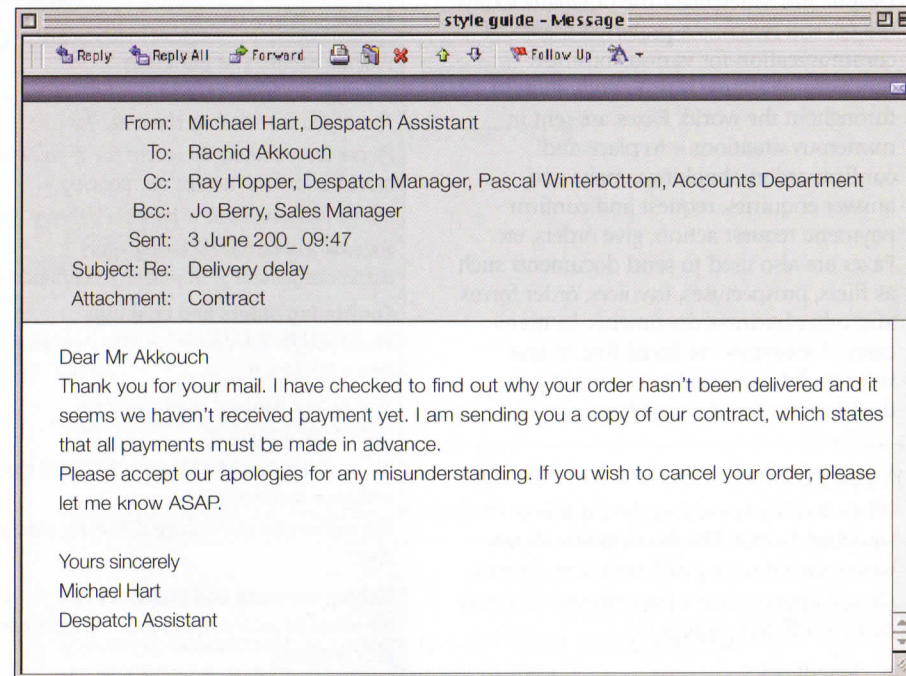 style guide – Message
Reply Reply All Forward Follow Up
From: Michael Hart, Despatch Assistant
To: Rachid Akkouch
Cc: Ray Hopper, Despatch Manager, Pascal Winterbottom, Accounts Department
Bcc: Jo Berry, Sales Manager
Sent: 3 June 200_ 09:47
Subject: Re: Delivery delay
Attachment: Contract
Dear Mr Akkouch
Thank you for your mail. I have checked to find out why your order hasn't been delivered and it
seems we haven't received payment yet. I am sending you a copy of our contract, which states
that all payments must be made in advance.
Please accept our apologies for any misunderstanding. If you wish to cancel your order, please
let me know ASAP.
Yours sincerely
Michael Hart
Despatch Assistant